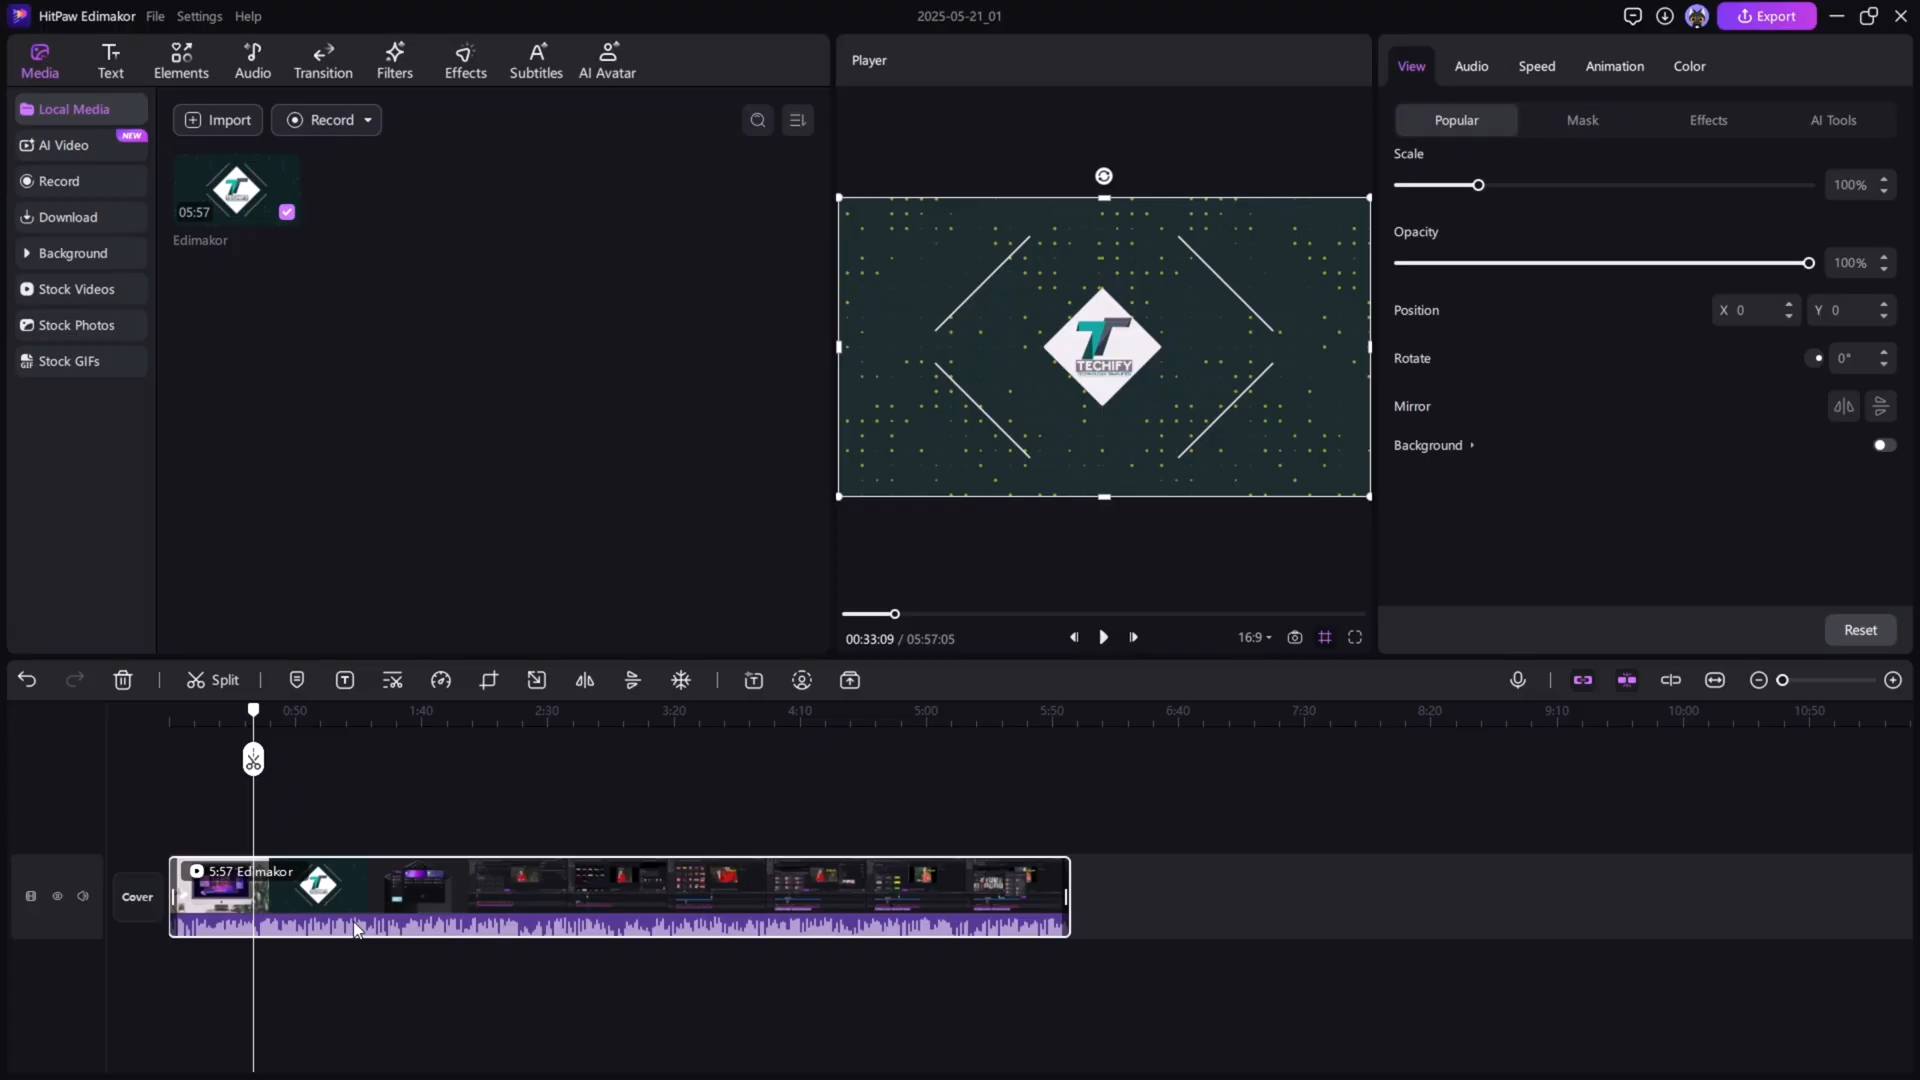 HitPaw Edimakor File Settings Help 2025-05-21_01 Export
Media Text Elements Audio Transition Filters Effects Subtitles AI Avatar
Local Media
AI Video NEW
Record
Download
Background
Stock Videos
Stock Photos
Stock GIFs
Import Record
05:57
Edimakor
Player
TECHIFY
00:33:09 / 05:57:05 16:9
View Audio Speed Animation Color
Popular Mask Effects AI Tools
Scale
100%
Opacity
100%
Position X 0 Y 0
Rotate 0°
Mirror
Background
Reset
Split
0:50 1:40 2:30 3:20 4:10 5:00 5:50 6:40 7:30 8:20 9:10 10:00 10:50
Cover
5:57 Edimakor